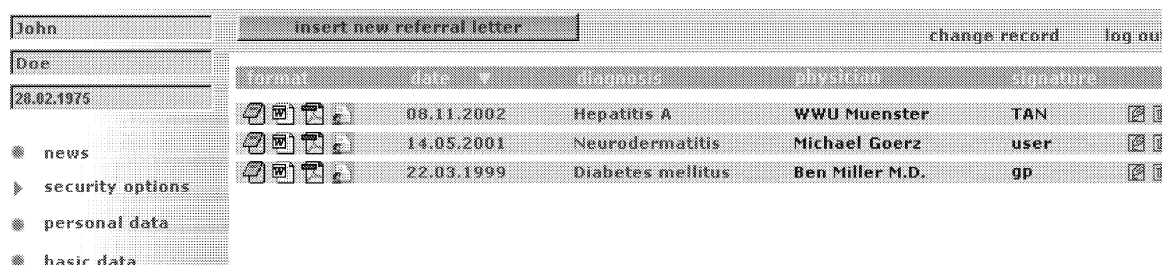 John
Doe
28.02.1975
news
security options
personal data
basic data
insert new referral letter
change record log out
format date diagnosis physician signature
08.11.2002 Hepatitis A WWU Muenster TAN
14.05.2001 Neurodermatitis Michael Goerz user
22.03.1999 Diabetes mellitus Ben Miller M.D. gp